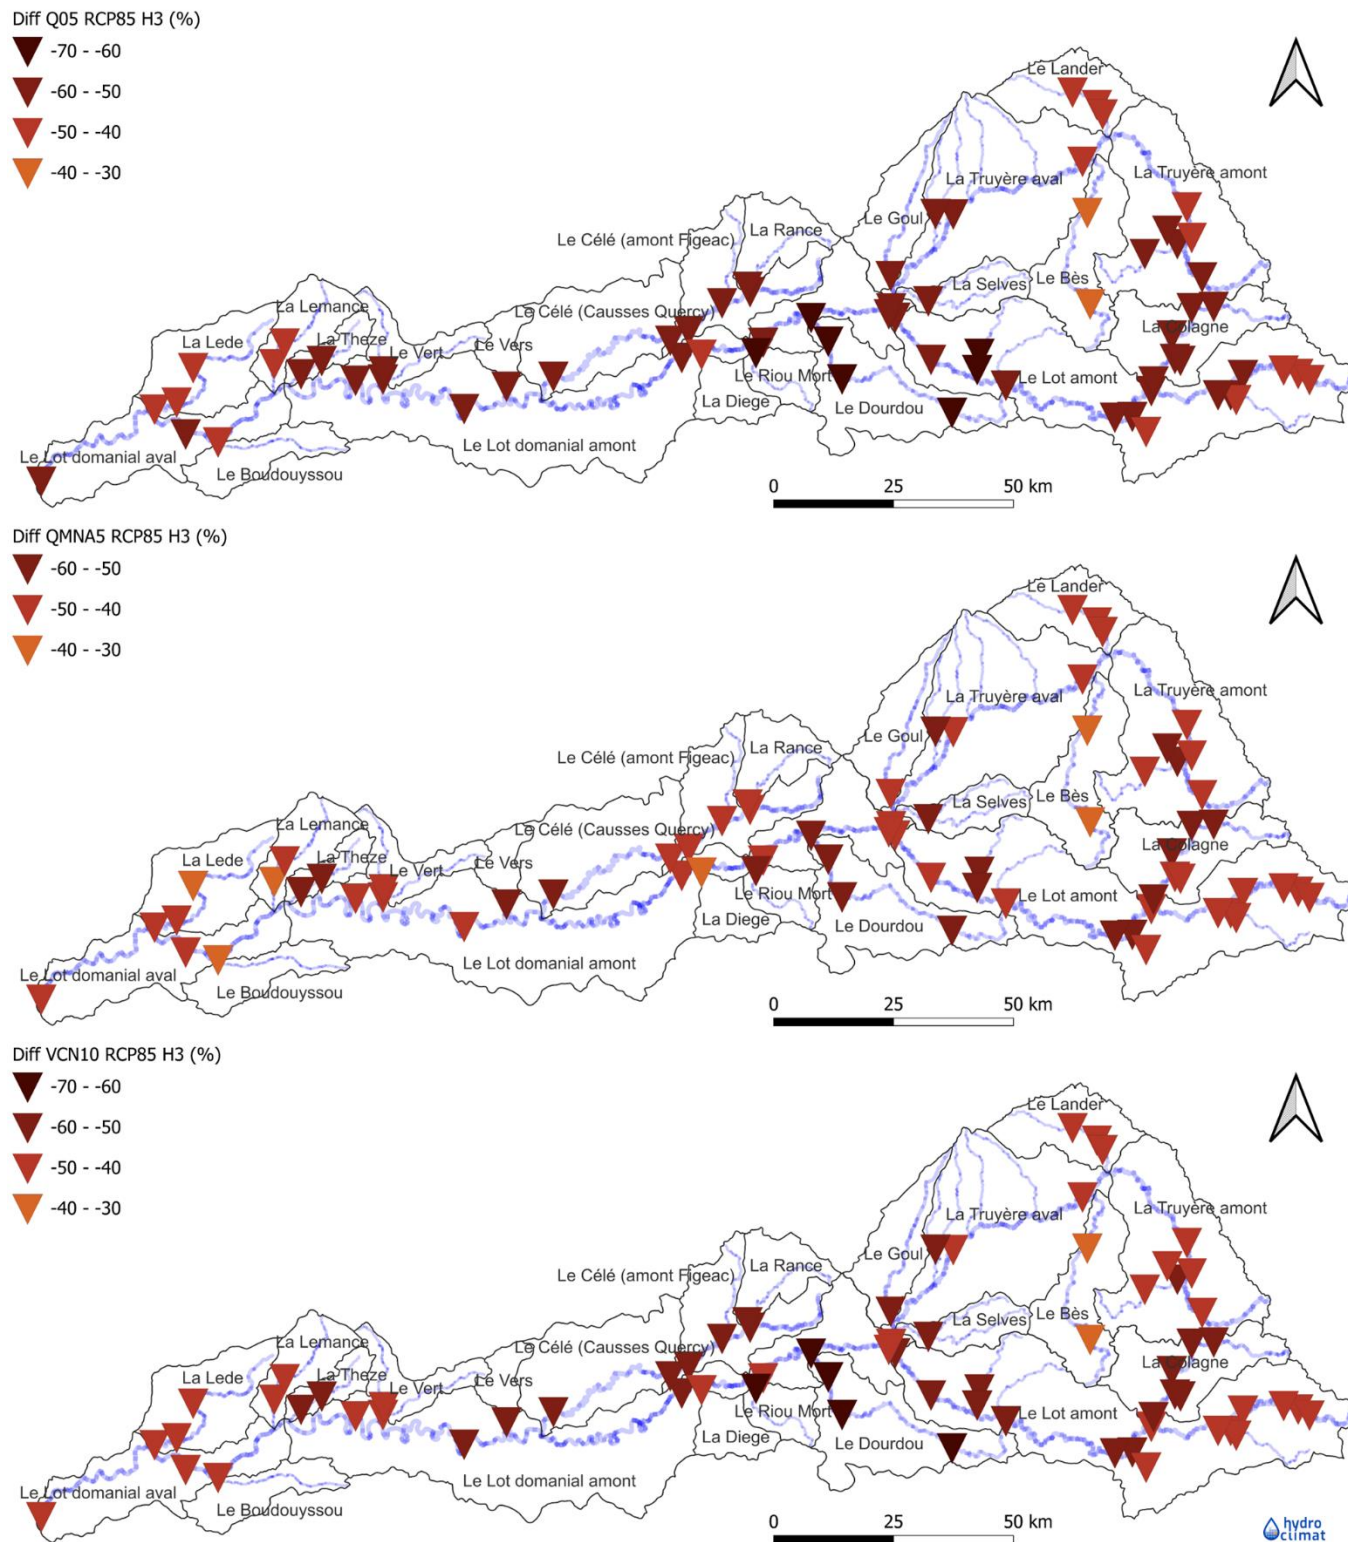 Diff Q05 RCP85 H3 (%)
-70 - -60
-60 - -50
-50 - -40
-40 - -30
Le Lander
La Truyère aval
La Truyère amont
Le Goul
La Rance
Le Célé (amont Figeac)
La Selves
Le Bès
La Lemance
Le Célé (Causses Quercy)
La Colagne
La Theze
Le Vers
La Lede
Le Vert
Le Riou Mort
Le Lot amont
La Diege
Le Dourdou
Le Lot domanial amont
Le Lot domanial aval
Le Boudouyssou
0 25 50 km
Diff QMNA5 RCP85 H3 (%)
-60 - -50
-50 - -40
-40 - -30
Le Lander
La Truyère aval
La Truyère amont
Le Goul
La Rance
Le Célé (amont Figeac)
La Selves
Le Bès
La Lemance
Le Célé (Causses Quercy)
La Colagne
La Theze
Le Vers
La Lede
Le Vert
Le Riou Mort
Le Lot amont
La Diege
Le Dourdou
Le Lot domanial amont
Le Lot domanial aval
Le Boudouyssou
0 25 50 km
Diff VCN10 RCP85 H3 (%)
-70 - -60
-60 - -50
-50 - -40
-40 - -30
Le Lander
La Truyère aval
La Truyère amont
Le Goul
La Rance
Le Célé (amont Figeac)
La Selves
Le Bès
La Lemance
Le Célé (Causses Quercy)
La Colagne
La Theze
Le Vers
La Lede
Le Vert
Le Riou Mort
Le Lot amont
La Diege
Le Dourdou
Le Lot domanial amont
Le Lot domanial aval
Le Boudouyssou
0 25 50 km
hydro
climat